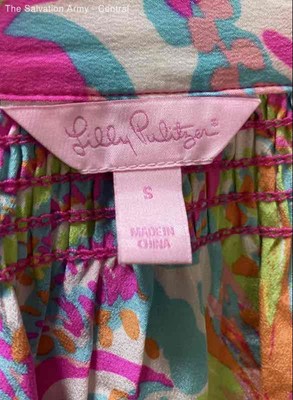 The Salvation Army - Central ...
Lilly Pulitzer®
S
MADE IN
CHINA